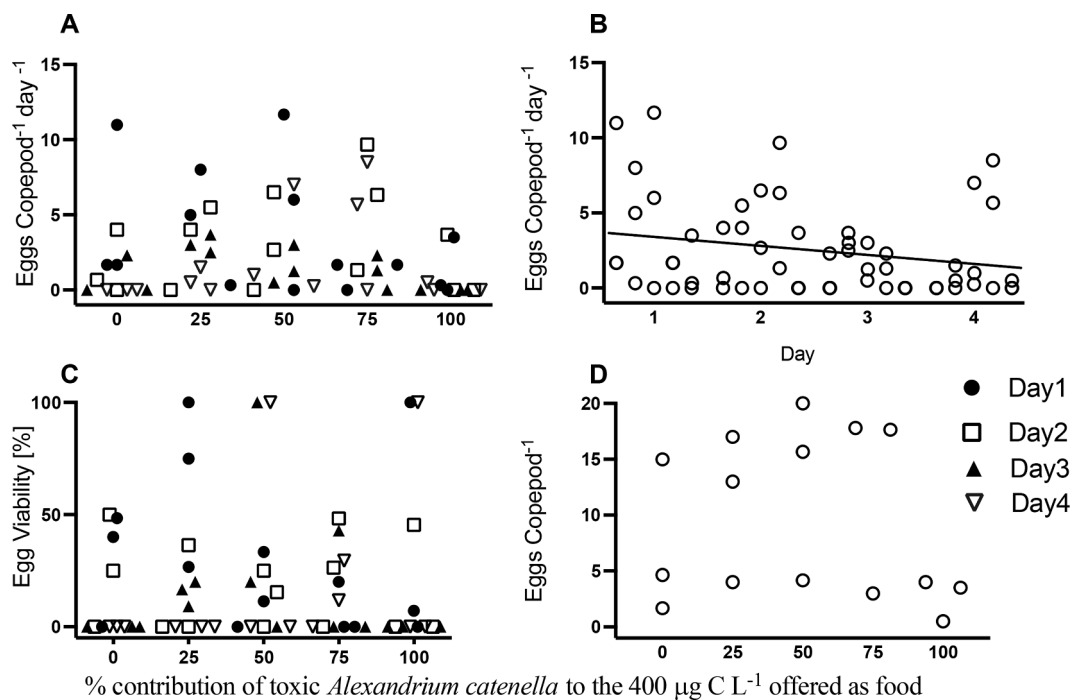 A
Eggs Copepod⁻¹ day ⁻¹
15
10
5
0
0 25 50 75 100
B
Eggs Copepod⁻¹ day ⁻¹
15
10
5
0
1 2 3 4
Day
C
Egg Viability [%]
100
50
0
0 25 50 75 100
D
Eggs Copepod⁻¹
20
15
10
5
0
0 25 50 75 100
Day1
Day2
Day3
Day4
% contribution of toxic Alexandrium catenella to the 400 μg C L⁻¹ offered as food